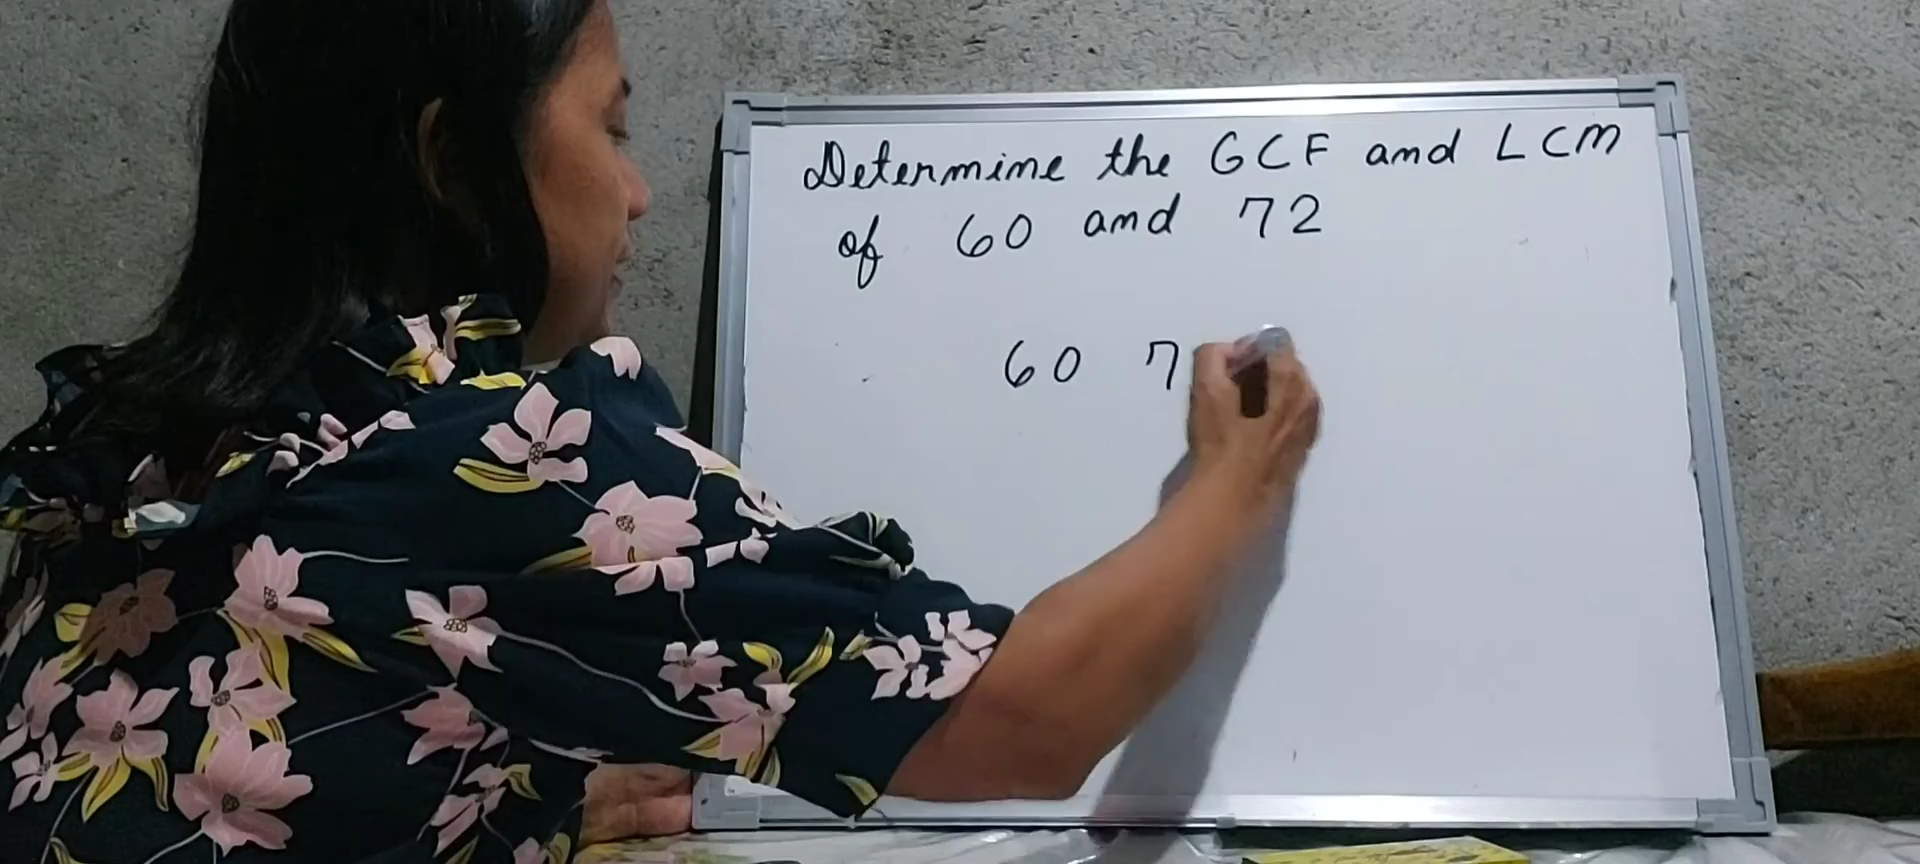 Determine the GCF and LCM
of 60 and 72
60 7